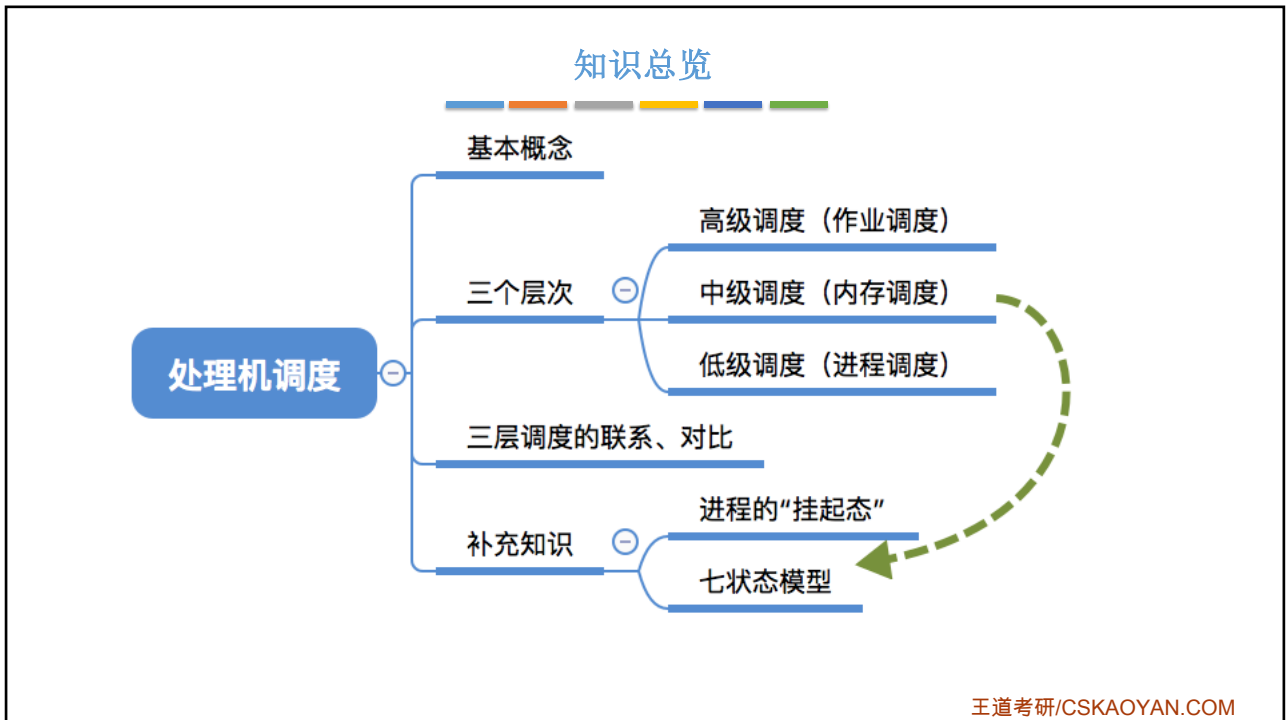 知识总览
基本概念
高级调度（作业调度）
三个层次
中级调度（内存调度）
低级调度（进程调度）
处理机调度
三层调度的联系、对比
进程的“挂起态”
补充知识
七状态模型
王道考研/CSKAOYAN.COM